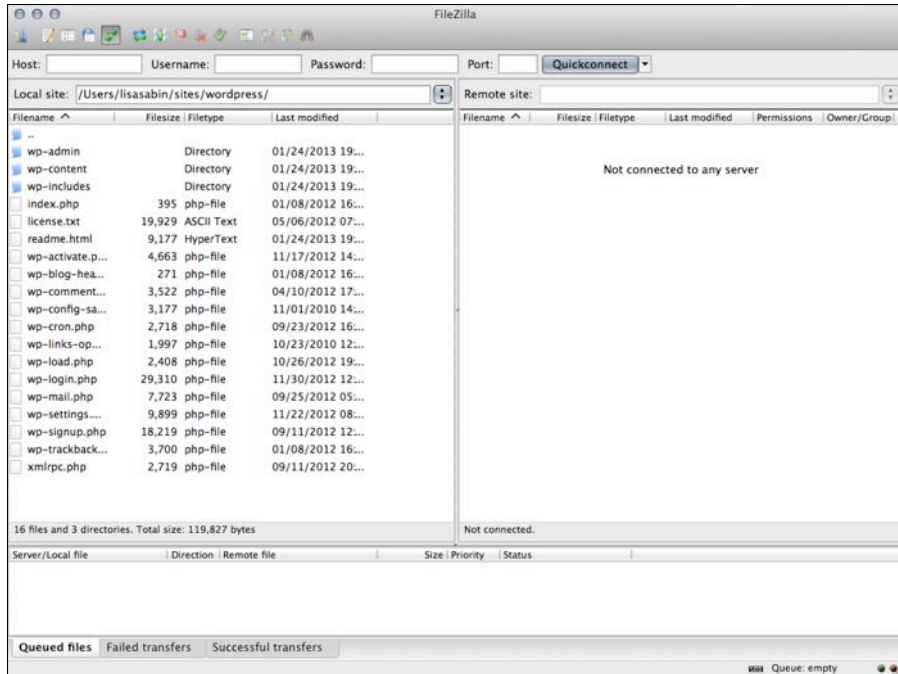 FileZilla
Host: Username: Password: Port: Quickconnect
Local site: /Users/lisasabin/sites/wordpress/ Remote site:
Filename Filesize Filetype Last modified Filename Filesize Filetype Last modified Permissions Owner/Group
..
wp-admin Directory 01/24/2013 19:...
wp-content Directory 01/24/2013 19:... Not connected to any server
wp-includes Directory 01/24/2013 19:...
index.php 395 php-file 01/08/2012 16:...
license.txt 19,929 ASCII Text 05/06/2012 07:...
readme.html 9,177 HyperText 01/24/2013 19:...
wp-activate.p... 4,663 php-file 11/17/2012 14:...
wp-blog-hea... 271 php-file 01/08/2012 16:...
wp-comment... 3,522 php-file 04/10/2012 17:...
wp-config-sa... 3,177 php-file 11/01/2010 14:...
wp-cron.php 2,718 php-file 09/23/2012 16:...
wp-links-op... 1,997 php-file 10/23/2010 12:...
wp-load.php 2,408 php-file 10/26/2012 19:...
wp-login.php 29,310 php-file 11/30/2012 12:...
wp-mail.php 7,723 php-file 09/25/2012 05:...
wp-settings.... 9,899 php-file 11/22/2012 08:...
wp-signup.php 18,219 php-file 09/11/2012 12:...
wp-trackback... 3,700 php-file 01/08/2012 16:...
xmlrpc.php 2,719 php-file 09/11/2012 20:...
16 files and 3 directories. Total size: 119,827 bytes Not connected.
Server/Local file Direction Remote file Size Priority Status
Queued files Failed transfers Successful transfers
Queue: empty